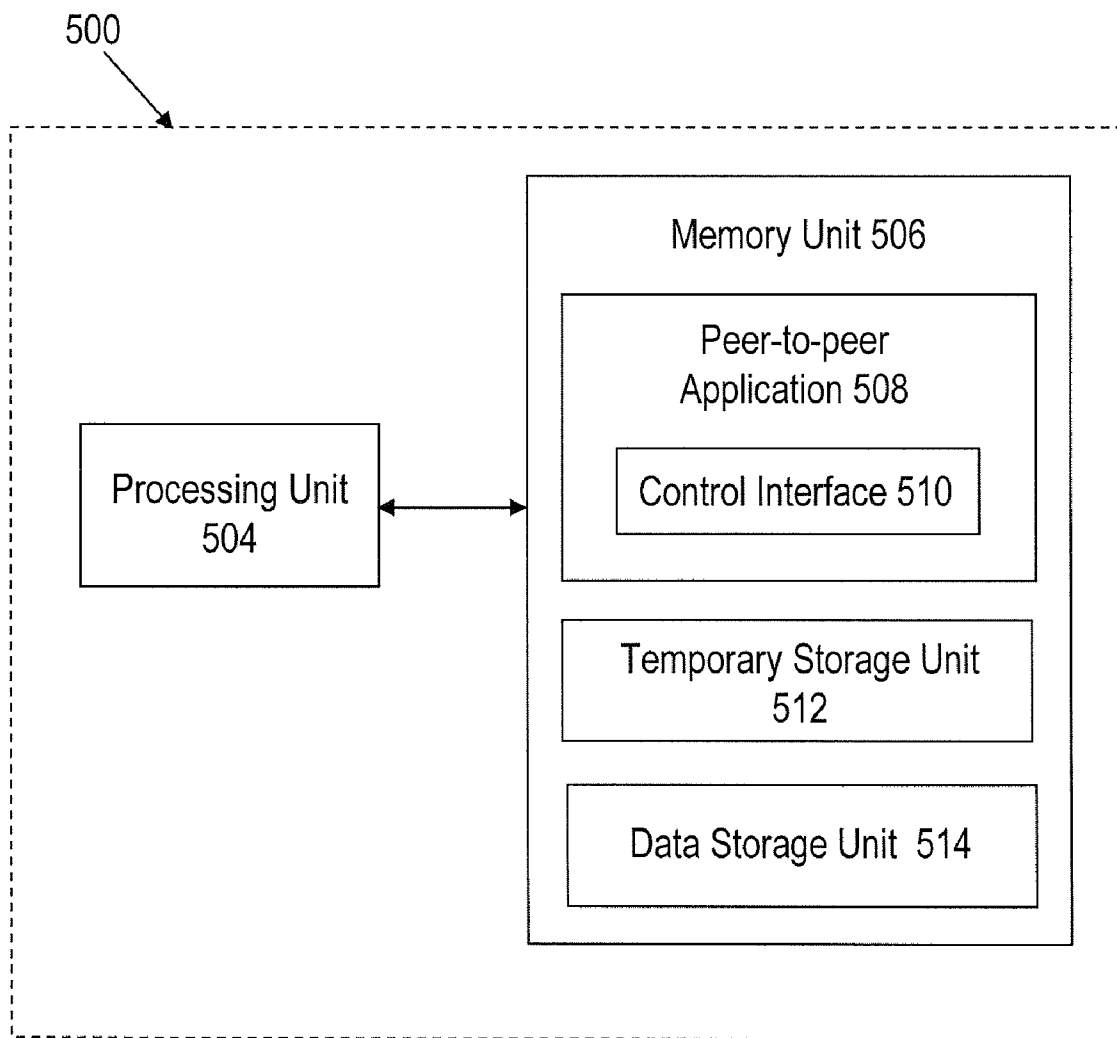 500
Memory Unit 506
Peer-to-peer
Application 508
Control Interface 510
Processing Unit
504
Temporary Storage Unit
512
Data Storage Unit 514